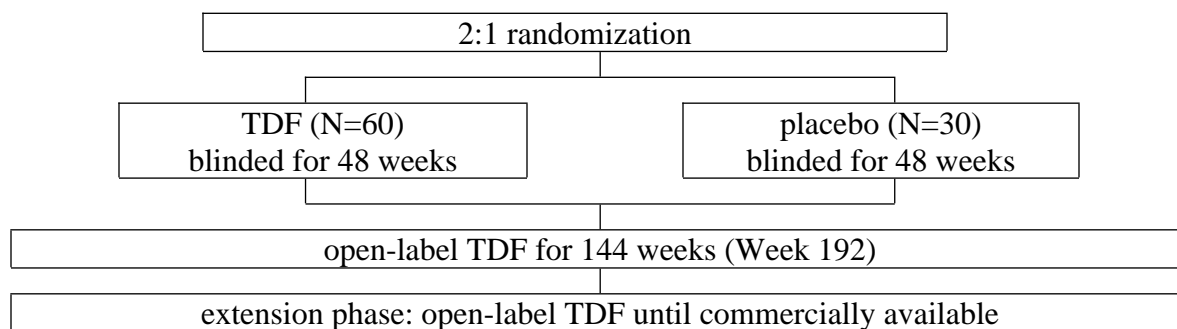 2:1 randomization
TDF (N=60)
blinded for 48 weeks
placebo (N=30)
blinded for 48 weeks
open-label TDF for 144 weeks (Week 192)
extension phase: open-label TDF until commercially available